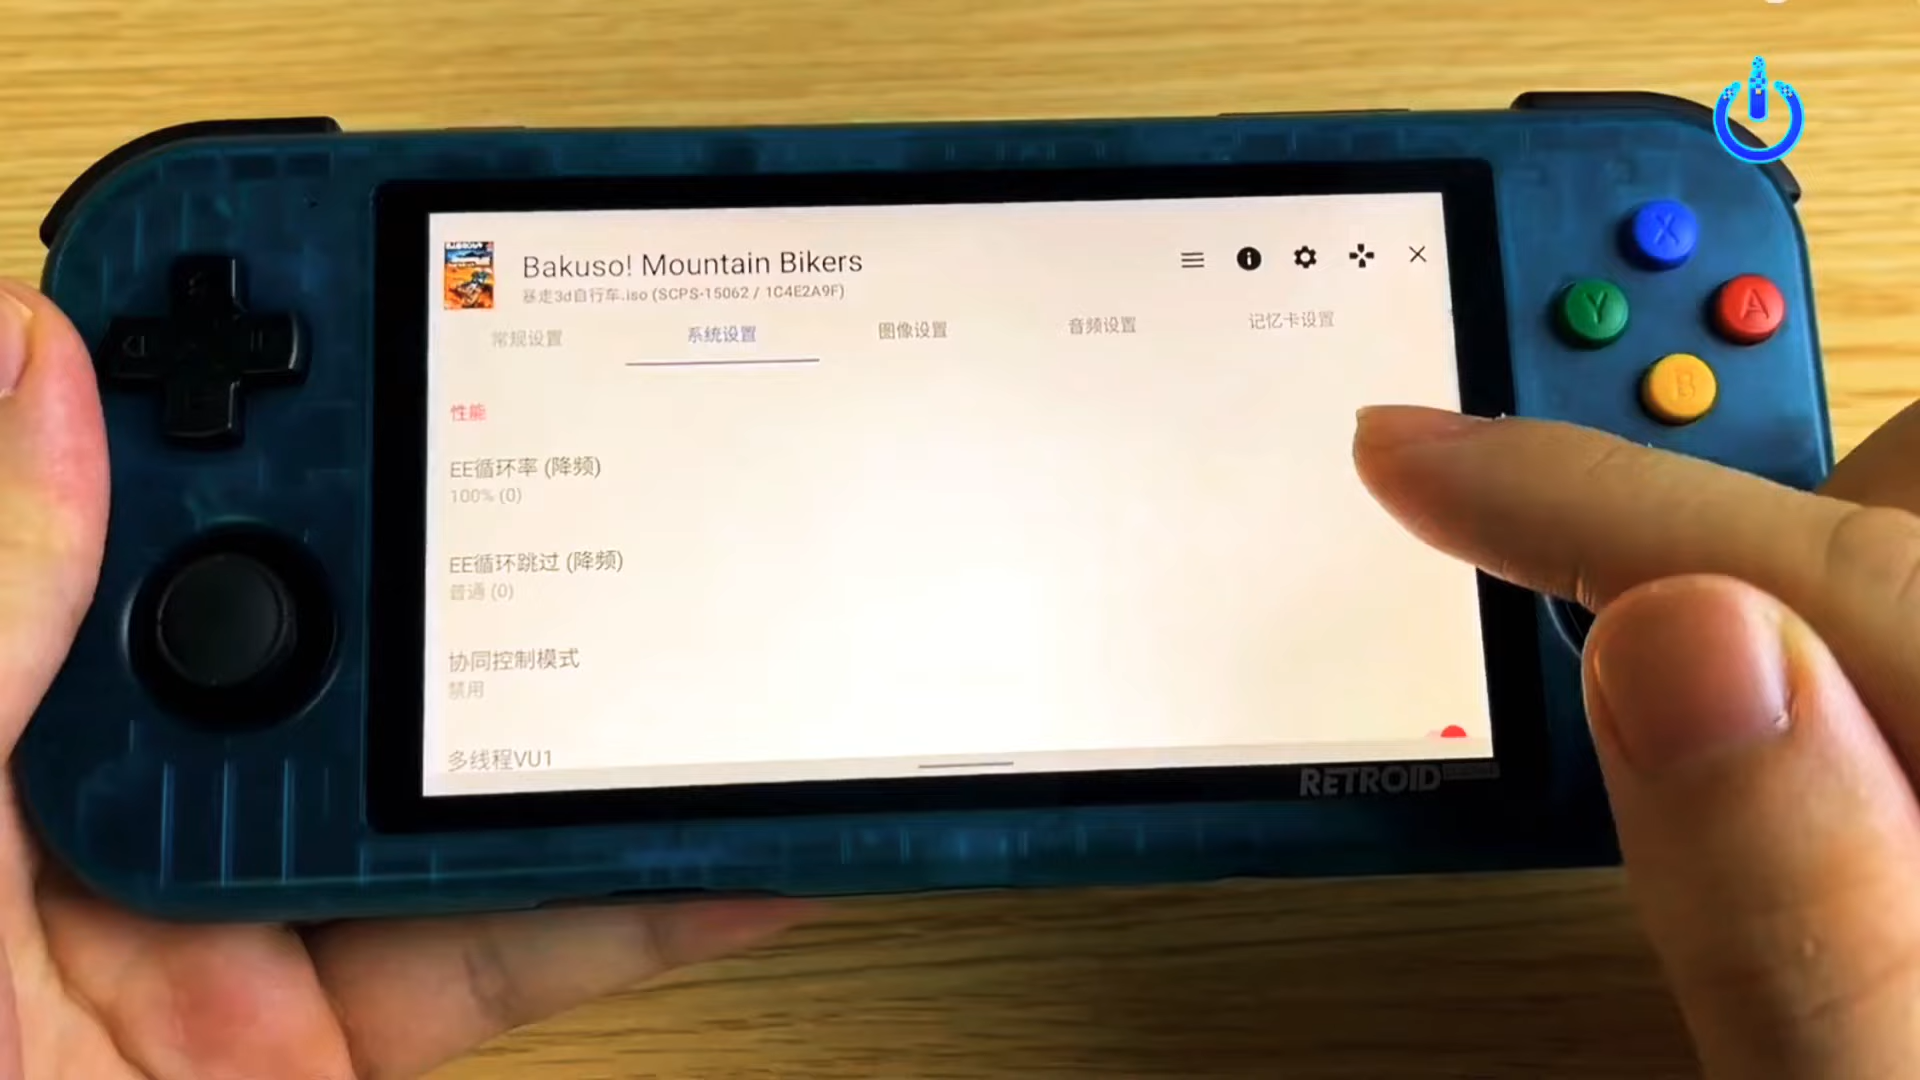 Bakuso! Mountain Bikers
暴走3d自行车.iso (SCPS-15062 / 1C4E2A9F)
常规设置
系统设置
图像设置
音频设置
记忆卡设置
性能
EE循环率 (降频)
100% (0)
EE循环跳过 (降频)
普通 (0)
协同控制模式
禁用
多线程VU1
RETROID
X
Y
A
B